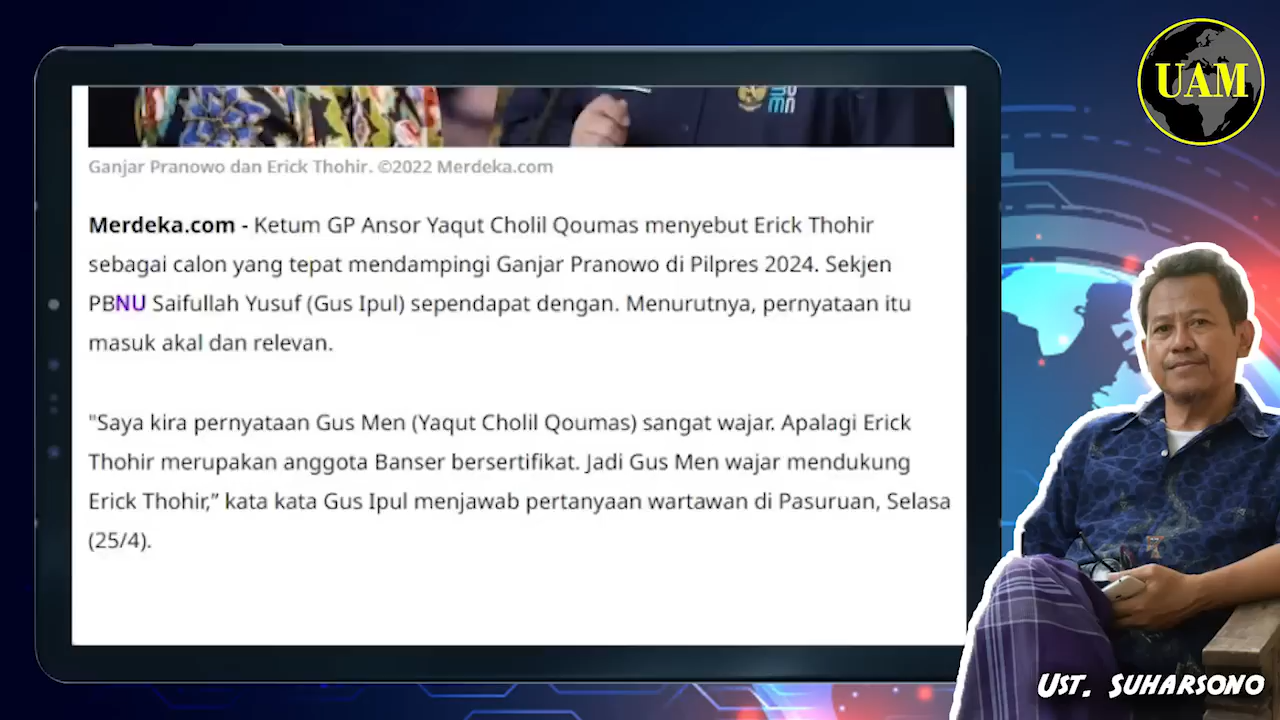 UAM
Ganjar Pranowo dan Erick Thohir. ©2022 Merdeka.com
Merdeka.com - Ketum GP Ansor Yaqut Cholil Qoumas menyebut Erick Thohir
sebagai calon yang tepat mendampingi Ganjar Pranowo di Pilpres 2024. Sekjen
PBNU Saifullah Yusuf (Gus Ipul) sependapat dengan. Menurutnya, pernyataan itu
masuk akal dan relevan.
"Saya kira pernyataan Gus Men (Yaqut Cholil Qoumas) sangat wajar. Apalagi Erick
Thohir merupakan anggota Banser bersertifikat. Jadi Gus Men wajar mendukung
Erick Thohir,” kata kata Gus Ipul menjawab pertanyaan wartawan di Pasuruan, Selasa
(25/4).
Ust. Suharsono